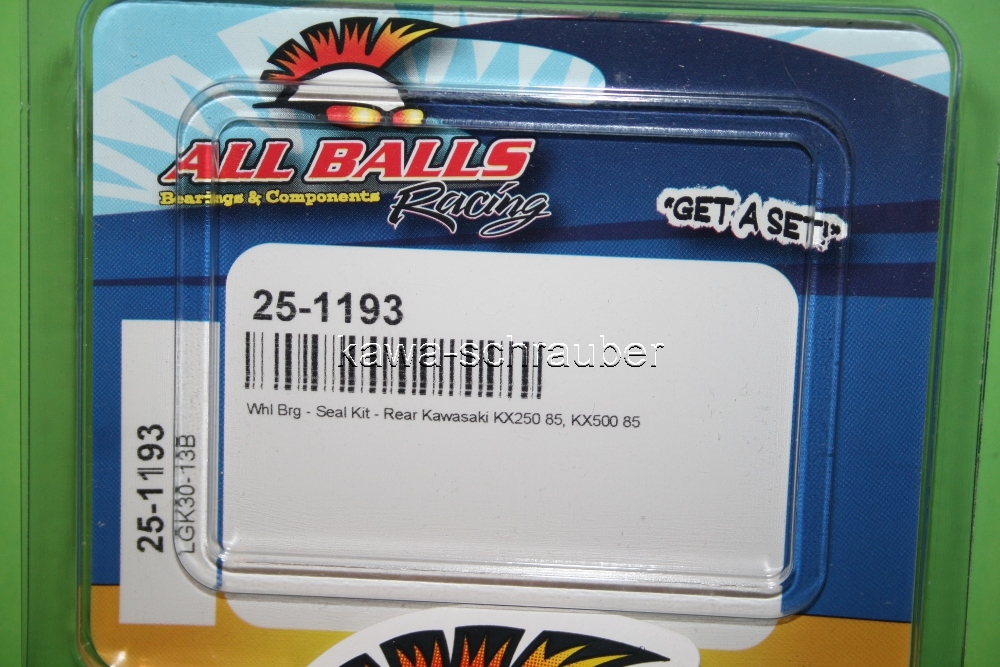 ALL BALLS
Bearings & Components
Racing
"GET A SET!"
25-1193
kawa-schrauber
Whl Brg - Seal Kit - Rear Kawasaki KX250 85, KX500 85
25-1193
LGK30-13B